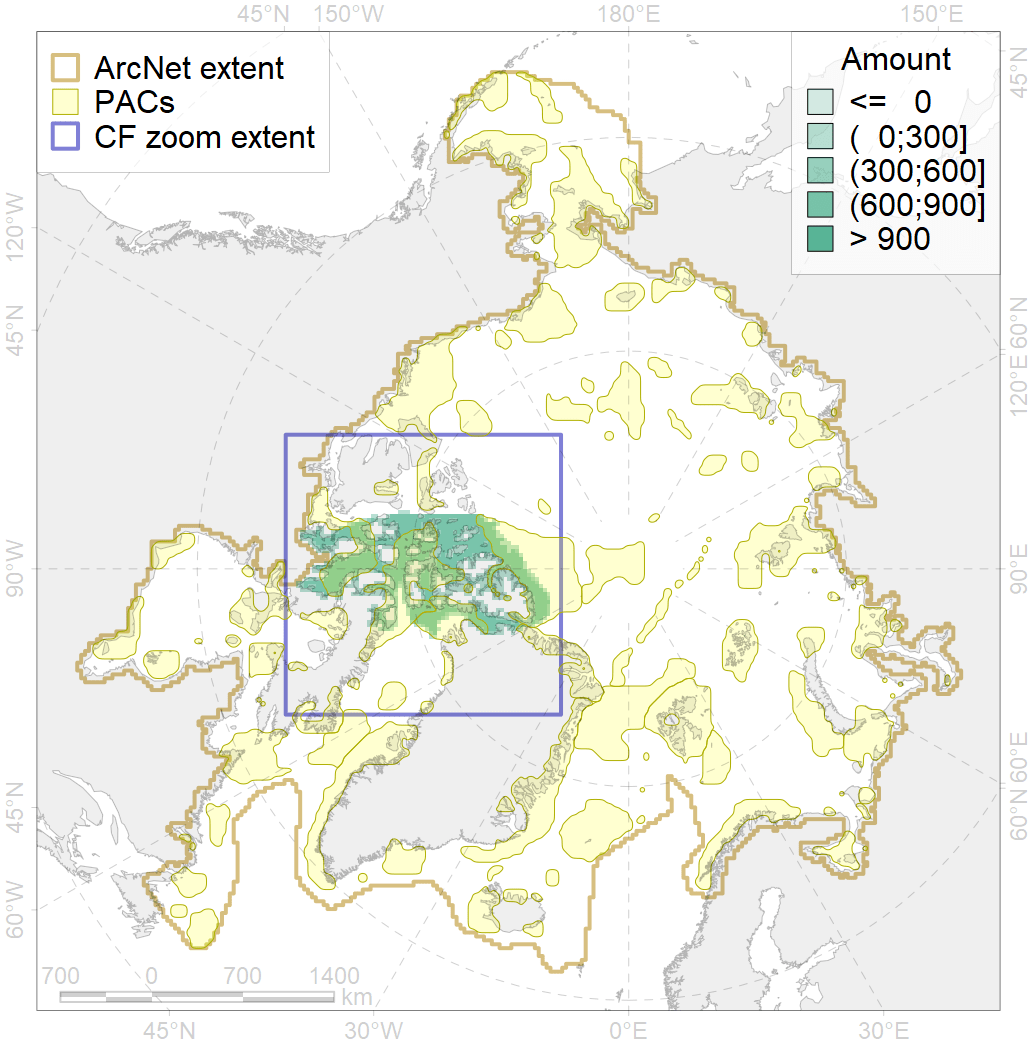 45°N 150°W 180°E 150°E
ArcNet extent
PACs
CF zoom extent
Amount
<= 0
( 0;300]
(300;600]
(600;900]
> 900
45°N
120°W
45°N
60°N
120°E
90°W
90°E
60°E
45°N
60°N
60°W
700 0 700 1400
km
45°N 30°W 0°E 30°E